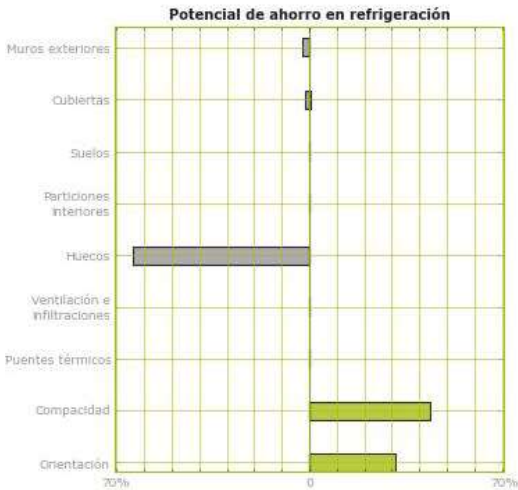 Potencial de ahorro en refrigeración
Muros exteriores
Cubiertas
Suelos
Particiones
interiores
Huecos
Ventilación e
infiltraciones
Puentes térmicos
Compacidad
Orientación
70%
0
70%